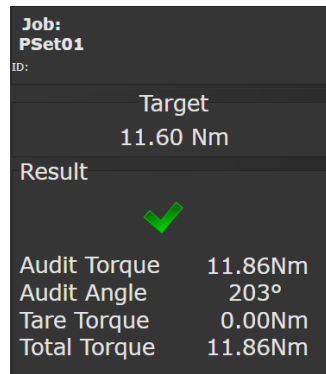 Job:
PSet01
ID:
Target
11.60 Nm
Result
Audit Torque 11.86Nm
Audit Angle 203°
Tare Torque 0.00Nm
Total Torque 11.86Nm